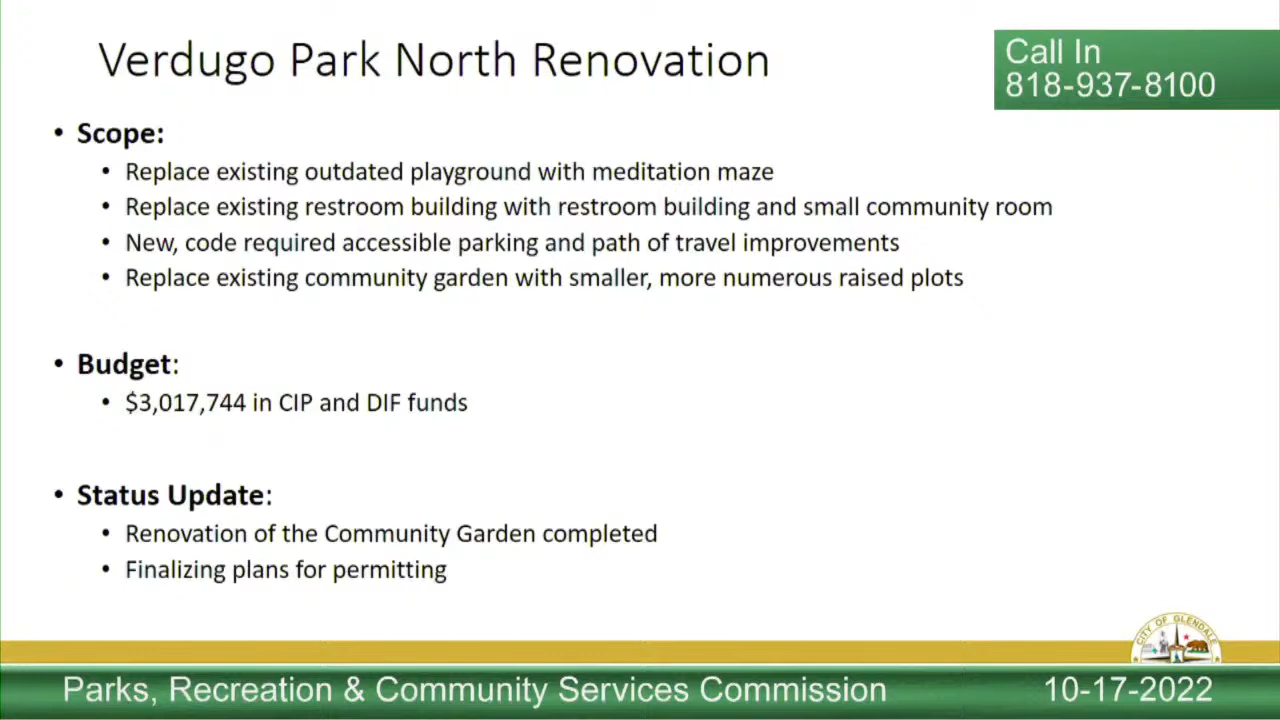 Verdugo Park North Renovation
Call In
818-937-8100
• Scope:
• Replace existing outdated playground with meditation maze
• Replace existing restroom building with restroom building and small community room
• New, code required accessible parking and path of travel improvements
• Replace existing community garden with smaller, more numerous raised plots
• Budget:
• $3,017,744 in CIP and DIF funds
• Status Update:
• Renovation of the Community Garden completed
• Finalizing plans for permitting
CITY OF GLENDALE
Parks, Recreation & Community Services Commission
10-17-2022